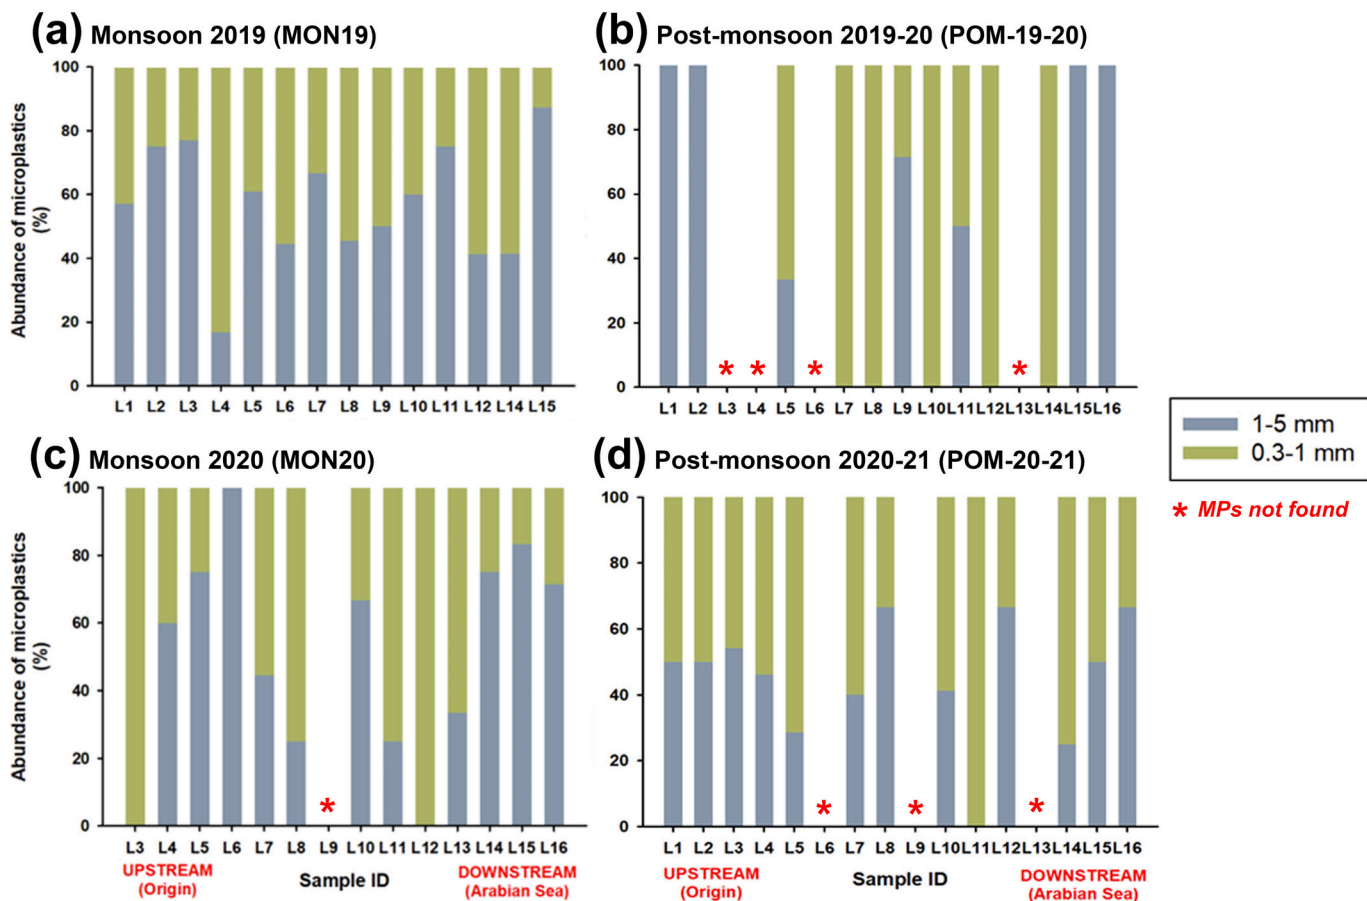 (a) Monsoon 2019 (MON19)
Abundance of microplastics
(%)
100
80
60
40
20
0
L1 L2 L3 L4 L5 L6 L7 L8 L9 L10 L11 L12 L14 L15
(b) Post-monsoon 2019-20 (POM-19-20)
100
80
60
40
20
0
* * * *
L1 L2 L3 L4 L5 L6 L7 L8 L9 L10 L11 L12 L13 L14 L15 L16
1-5 mm
0.3-1 mm
* MPs not found
(c) Monsoon 2020 (MON20)
Abundance of microplastics
(%)
100
80
60
40
20
0
*
L3 L4 L5 L6 L7 L8 L9 L10 L11 L12 L13 L14 L15 L16
UPSTREAM
(Origin)
Sample ID
DOWNSTREAM
(Arabian Sea)
(d) Post-monsoon 2020-21 (POM-20-21)
100
80
60
40
20
0
* * *
L1 L2 L3 L4 L5 L6 L7 L8 L9 L10 L11 L12 L13 L14 L15 L16
UPSTREAM
(Origin)
Sample ID
DOWNSTREAM
(Arabian Sea)